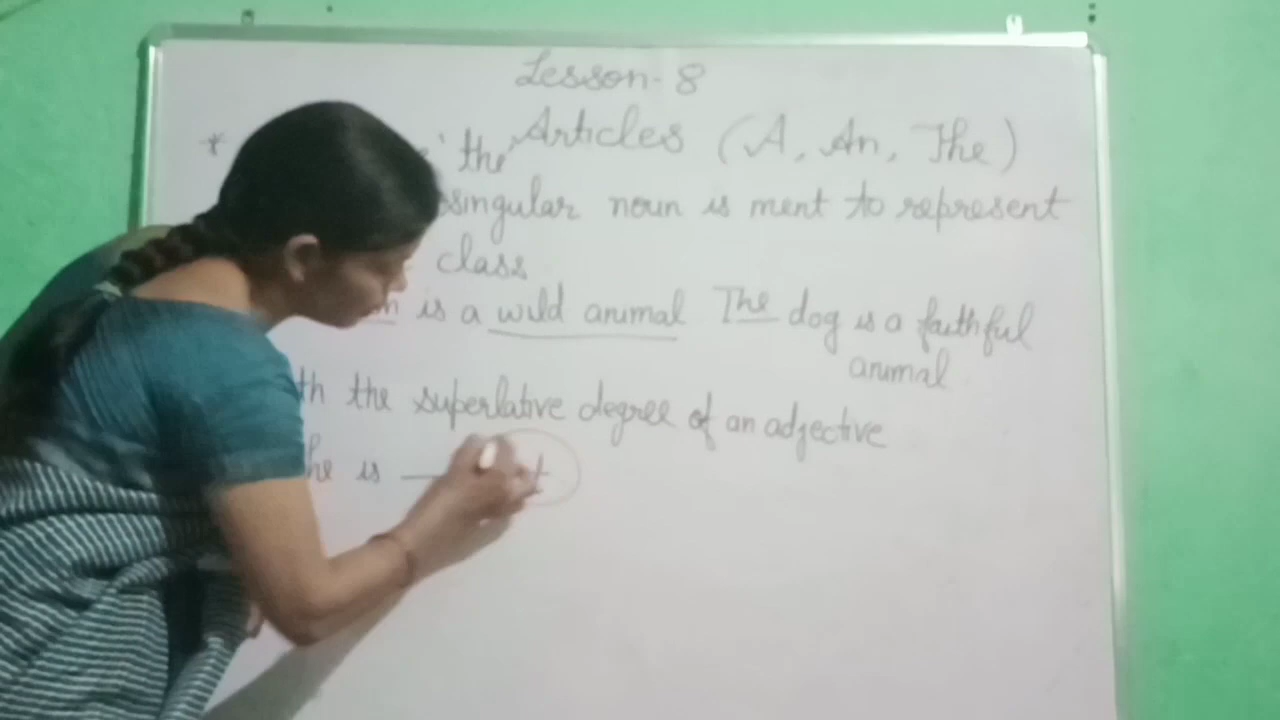 Lesson-8
Articles (A, An, The)
* the
singular noun is ment to represent
class
is a wild animal The dog is a faithful
animal
the superlative degree of an adjective
is